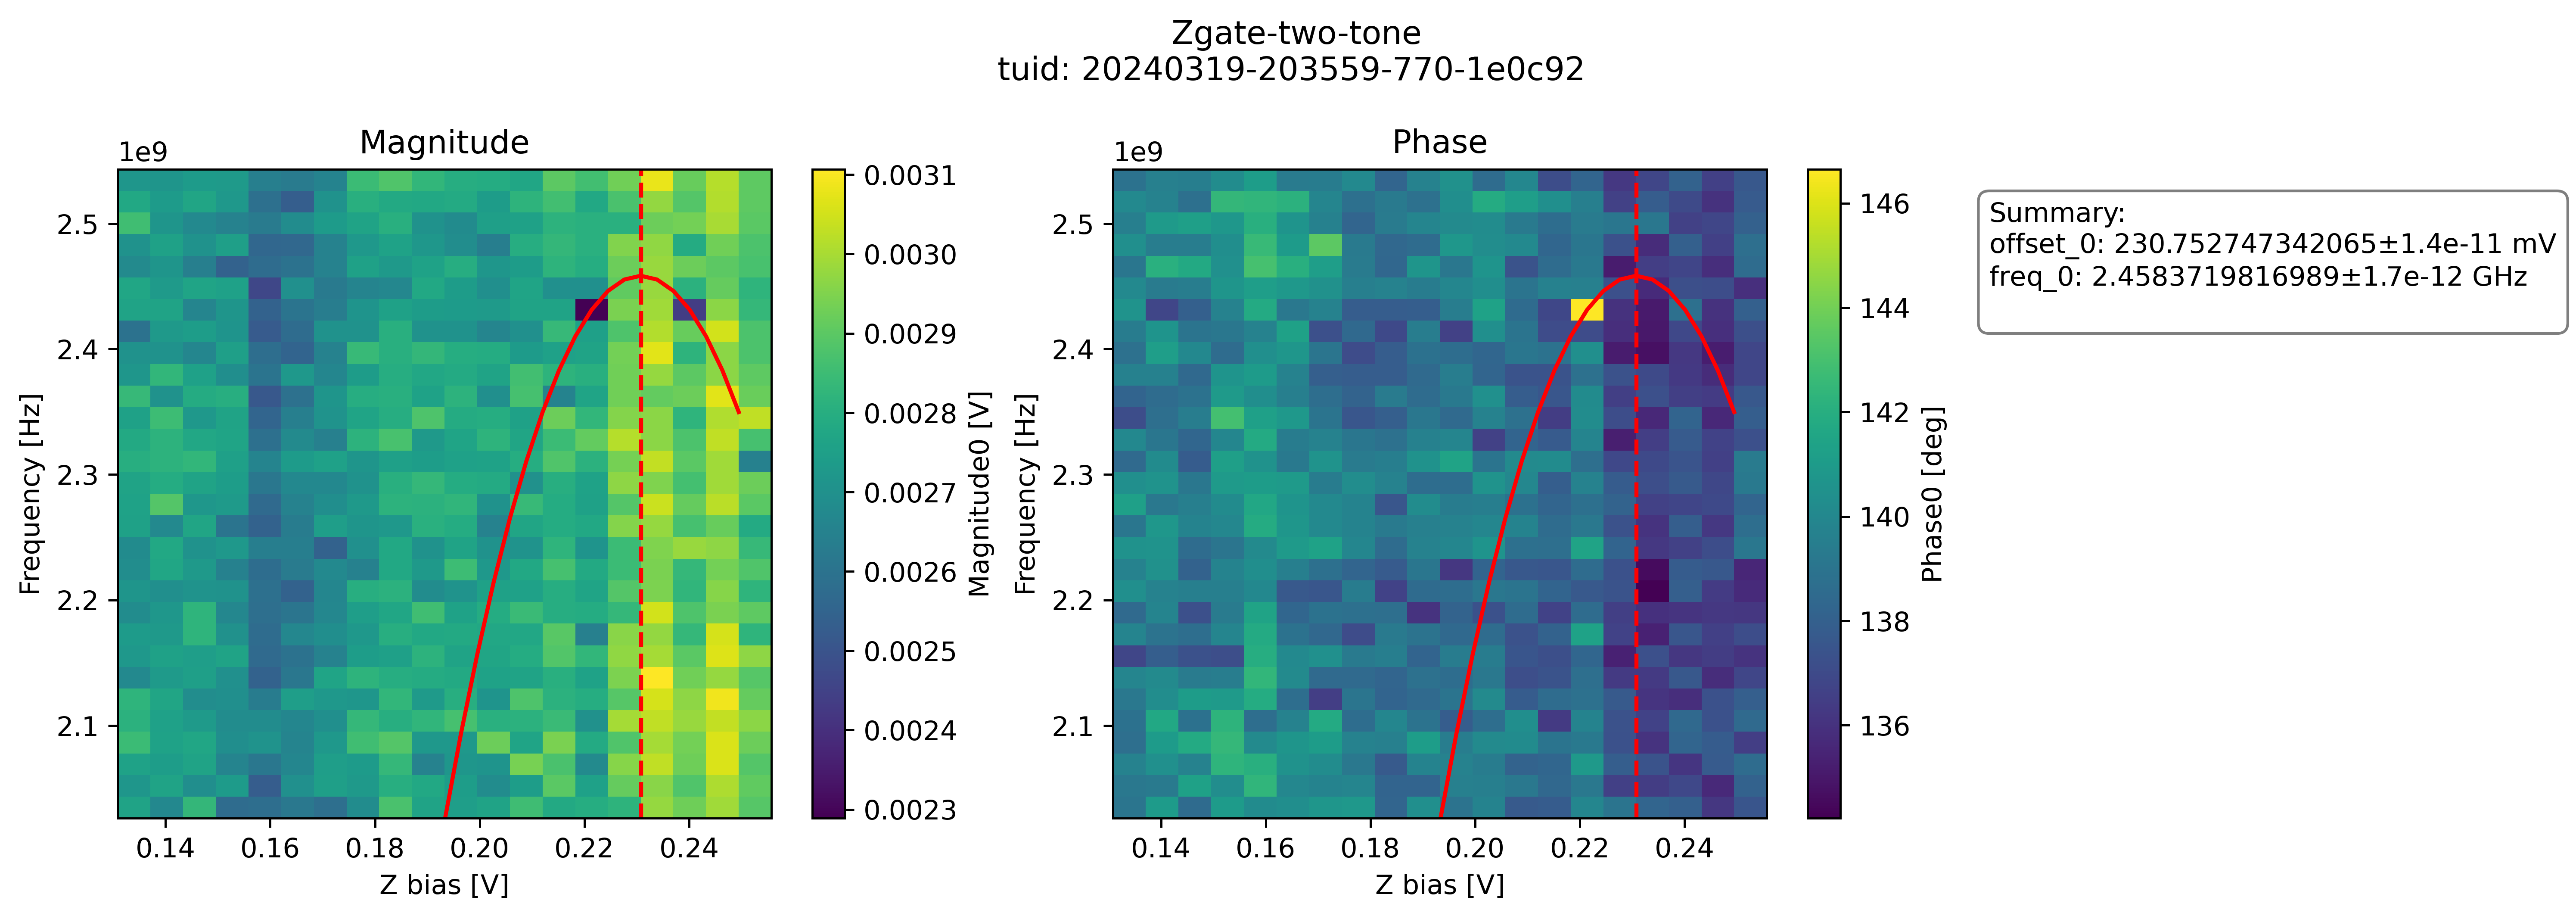 Zgate-two-tone
tuid: 20240319-203559-770-1e0c92
Magnitude
1e9
2.5
2.4
2.3
2.2
2.1
Frequency [Hz]
0.14 0.16 0.18 0.20 0.22 0.24
Z bias [V]
0.0031
0.0030
0.0029
0.0028
0.0027
0.0026
0.0025
0.0024
0.0023
Magnitude0 [V]
Phase
1e9
2.5
2.4
2.3
2.2
2.1
Frequency [Hz]
0.14 0.16 0.18 0.20 0.22 0.24
Z bias [V]
146
144
142
140
138
136
Phase0 [deg]
Summary:
offset_0: 230.752747342065±1.4e-11 mV
freq_0: 2.4583719816989±1.7e-12 GHz